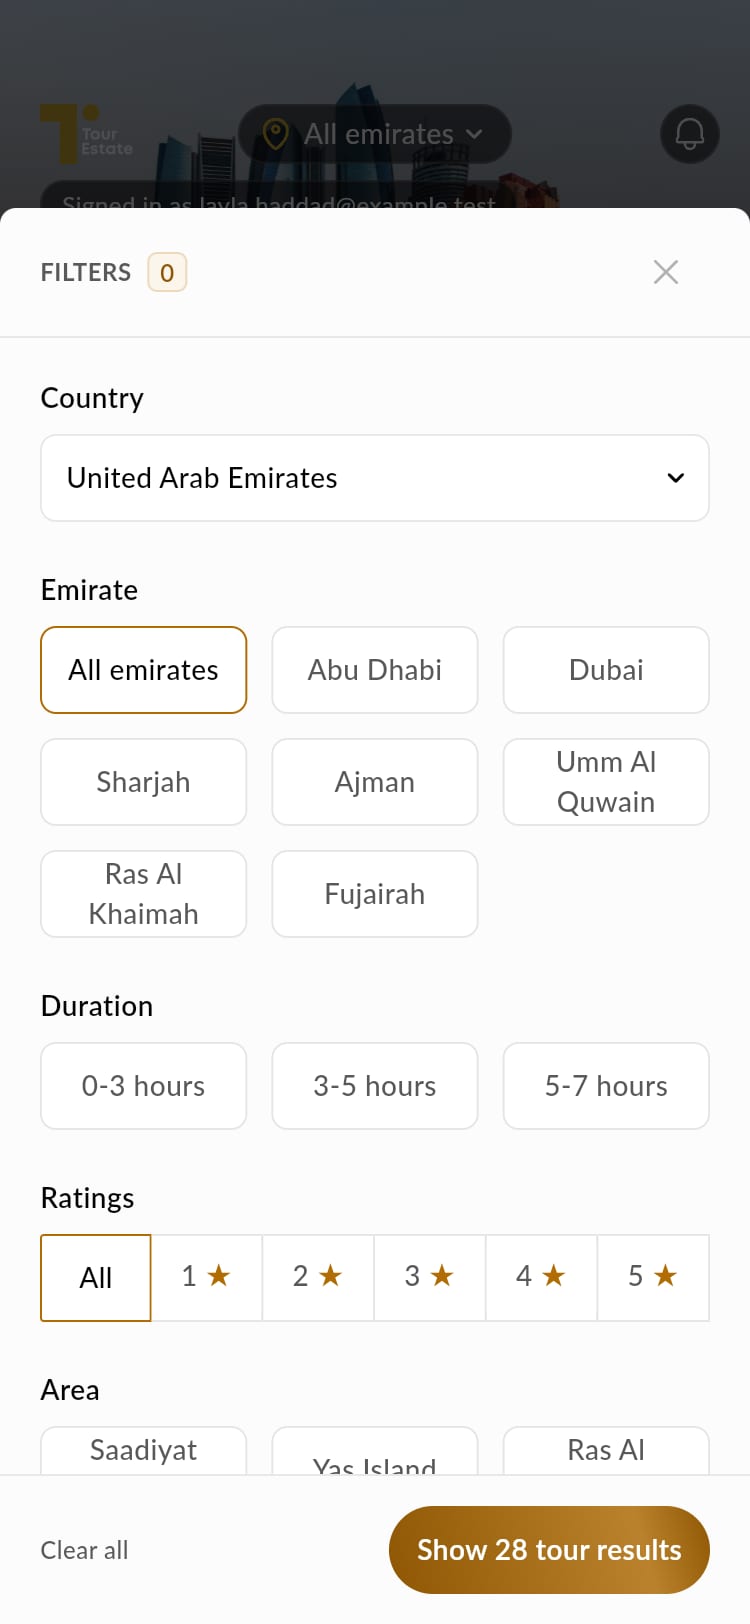 Tour
Estate
All emirates
Signed in as layla.haddad@example.test
FILTERS 0
Country
United Arab Emirates
Emirate
All emirates
Abu Dhabi
Dubai
Sharjah
Ajman
Umm Al
Quwain
Ras Al
Khaimah
Fujairah
Duration
0-3 hours
3-5 hours
5-7 hours
Ratings
All
1 ★
2 ★
3 ★
4 ★
5 ★
Area
Saadiyat
Yas Island
Ras Al
Clear all
Show 28 tour results